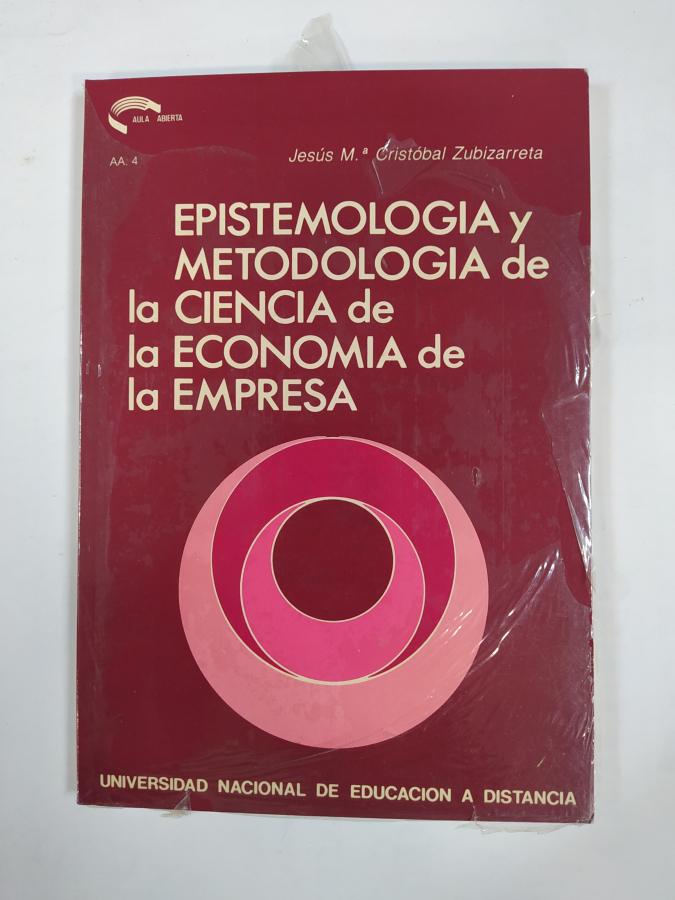 AULA ABIERTA
AA. 4
Jesús M.ª Cristóbal Zubizarreta
EPISTEMOLOGIA y
METODOLOGIA de
la CIENCIA de
la ECONOMIA de
la EMPRESA
UNIVERSIDAD NACIONAL DE EDUCACION A DISTANCIA